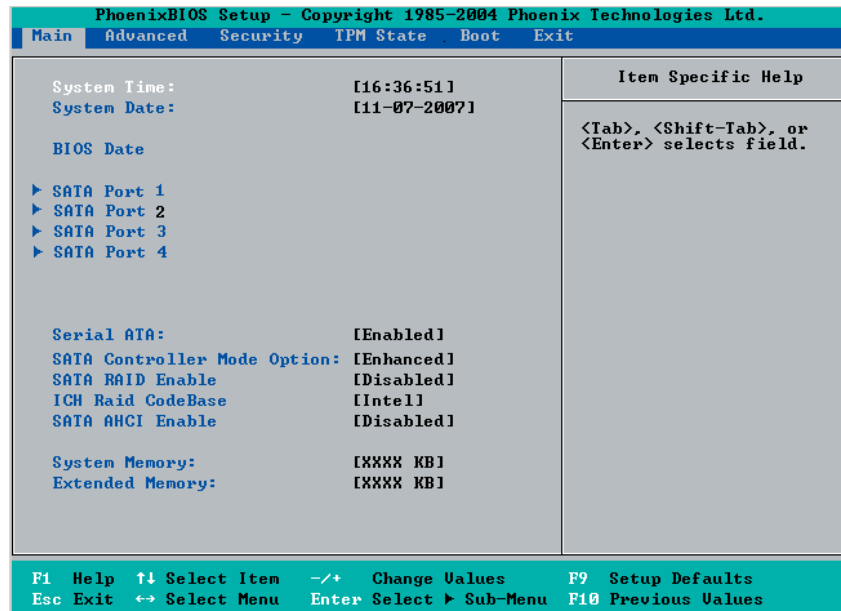 PhoenixBIOS Setup - Copyright 1985-2004 Phoenix Technologies Ltd.
Main Advanced Security TPM State Boot Exit
System Time: [16:36:51]
System Date: [11-07-2007]
BIOS Date
▶ SATA Port 1
▶ SATA Port 2
▶ SATA Port 3
▶ SATA Port 4
Serial ATA: [Enabled]
SATA Controller Mode Option: [Enhanced]
SATA RAID Enable [Disabled]
ICH Raid CodeBase [Intel]
SATA AHCI Enable [Disabled]
System Memory: [XXXX KB]
Extended Memory: [XXXX KB]
Item Specific Help
<Tab>, <Shift-Tab>, or
<Enter> selects field.
F1 Help ↑↓ Select Item -/+ Change Values F9 Setup Defaults
Esc Exit ↔ Select Menu Enter Select ▶ Sub-Menu F10 Previous Values